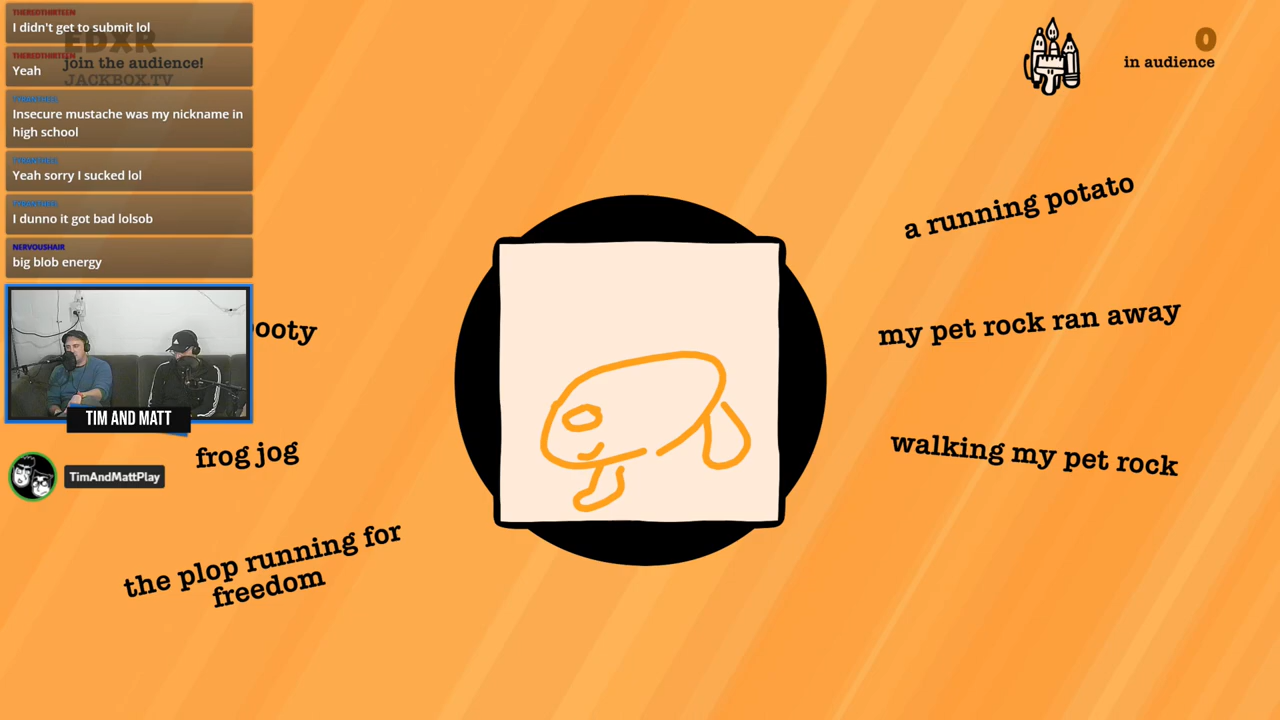 THEREDTHIRTEEN
I didn't get to submit lol
EDXR
join the audience!
JACKBOX.TV
THEREDTHIRTEEN
Yeah
Insecure mustache was my nickname in
high school
Yeah sorry I sucked lol
I dunno it got bad lolsob
NERVOUSHAIR
big blob energy
TIM AND MATT
TimAndMattPlay
ooty
frog jog
the plop running for
freedom
0
in audience
a running potato
my pet rock ran away
walking my pet rock